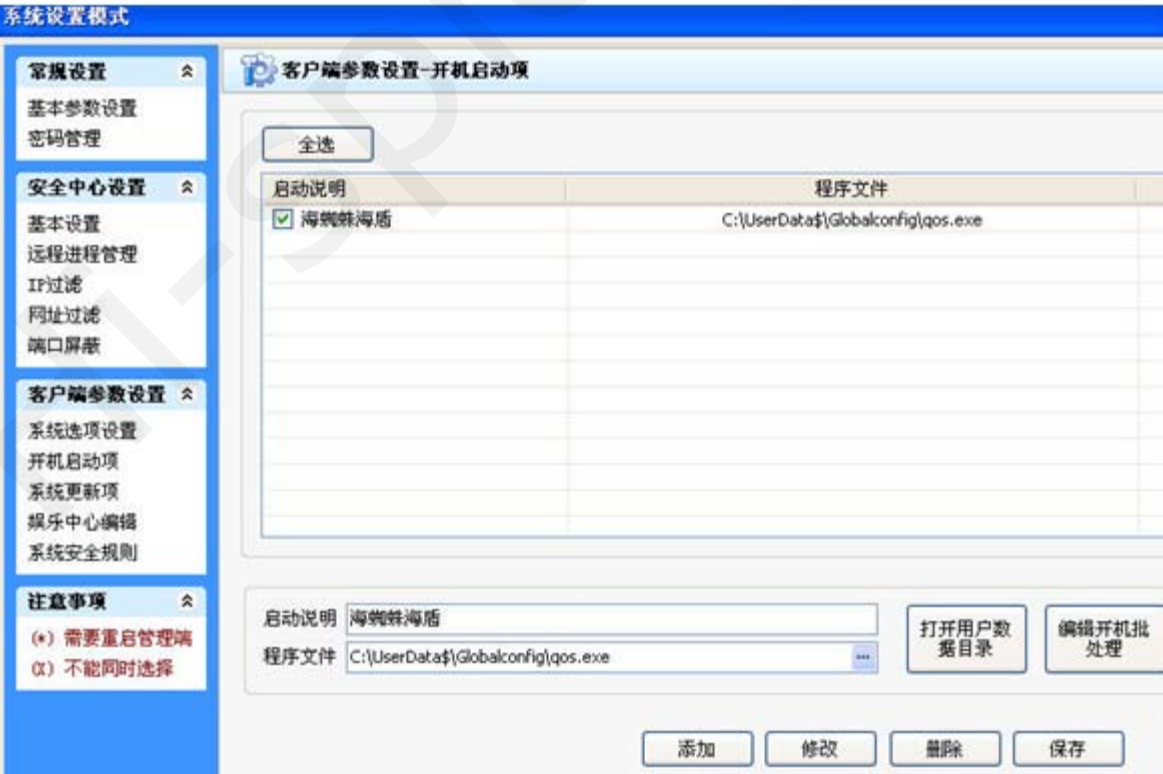 系统设置模式
常规设置
基本参数设置
密码管理
安全中心设置
基本设置
远程进程管理
IP过滤
网址过滤
端口屏蔽
客户端参数设置
系统选项设置
开机启动项
系统更新项
娱乐中心编辑
系统安全规则
注意事项
(*) 需要重启管理端
(X) 不能同时选择
客户端参数设置-开机启动项
全选
启动说明 程序文件
海蜘蛛海盾 C:\UserData$\Globalconfig\qos.exe
启动说明 海蜘蛛海盾
程序文件 C:\UserData$\Globalconfig\qos.exe ...
打开用户数
据目录
编辑开机批
处理
添加 修改 删除 保存